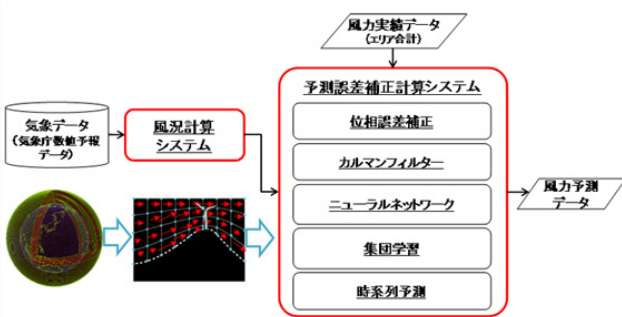 風力実績データ
(エリア合計)
予測誤差補正計算システム
気象データ
(気象庁数値予報
データ)
風況計算
システム
位相誤差補正
カルマンフィルター
ニューラルネットワーク
集団学習
時系列予測
風力予測
データ